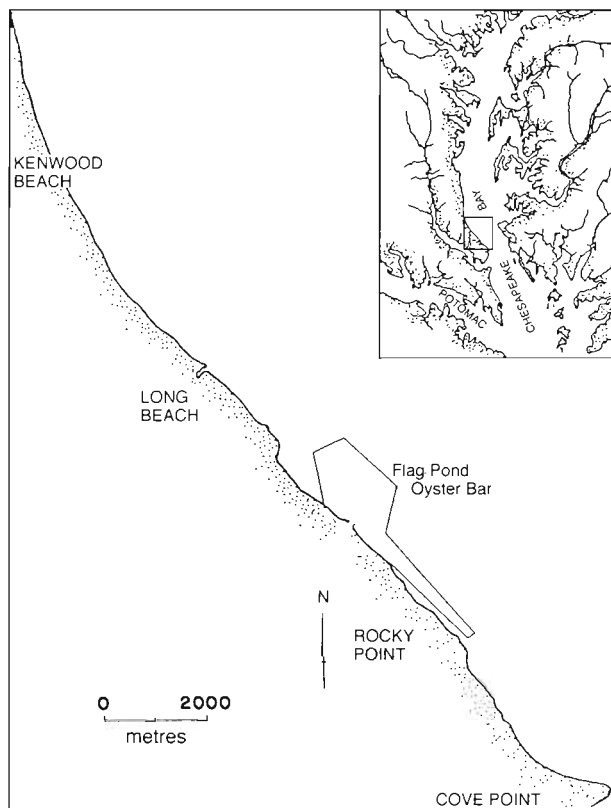 KENWOOD
BEACH
BAY
CHESAPEAKE
POTOMAC
LONG
BEACH
Flag Pond
Oyster Bar
N
ROCKY
POINT
0 2000
metres
COVE POINT